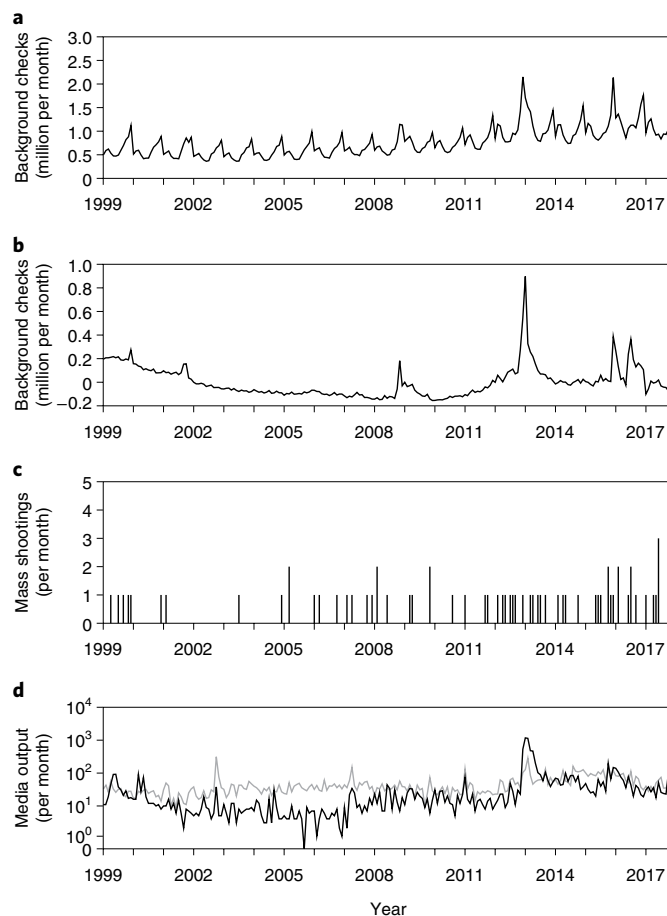 a
Background checks
(million per month)
3.0
2.5
2.0
1.5
1.0
0.5
0
1999 2002 2005 2008 2011 2014 2017
b
Background checks
(million per month)
1.0
0.8
0.6
0.4
0.2
0
−0.2
1999 2002 2005 2008 2011 2014 2017
c
Mass shootings
(per month)
5
4
3
2
1
0
1999 2002 2005 2008 2011 2014 2017
d
Media output
(per month)
10⁴
10³
10²
10¹
10⁰
0
1999 2002 2005 2008 2011 2014 2017
Year